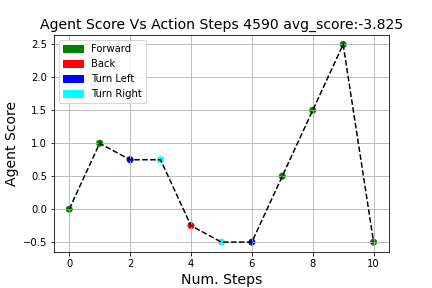 Agent Score Vs Action Steps 4590 avg_score:-3.825
Forward
Back
Turn Left
Turn Right
2.5
2.0
1.5
1.0
0.5
0.0
−0.5
Agent Score
0 2 4 6 8 10
Num. Steps